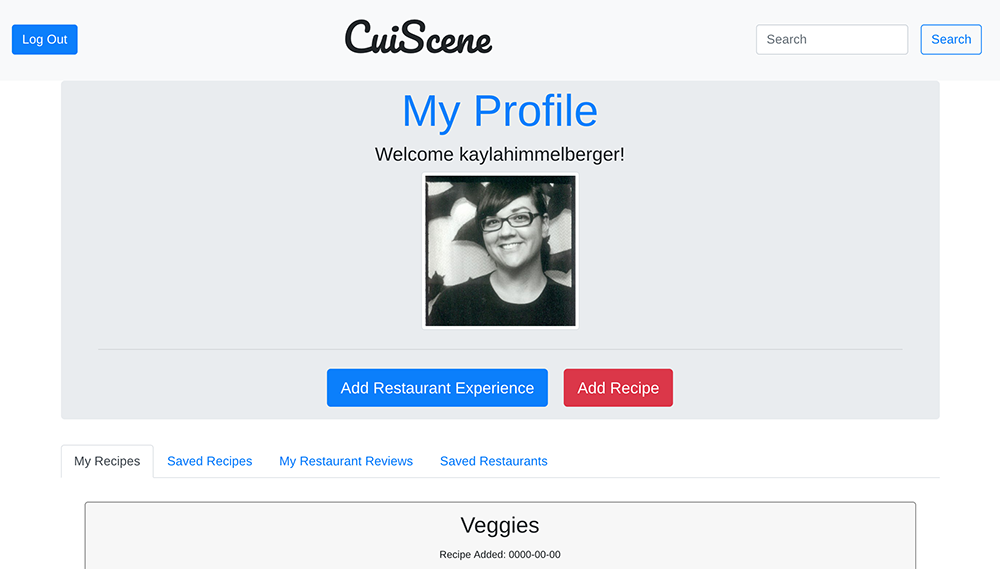 Log Out
CuiScene
Search
Search
My Profile
Welcome kaylahimmelberger!
Add Restaurant Experience
Add Recipe
My Recipes
Saved Recipes
My Restaurant Reviews
Saved Restaurants
Veggies
Recipe Added: 0000-00-00